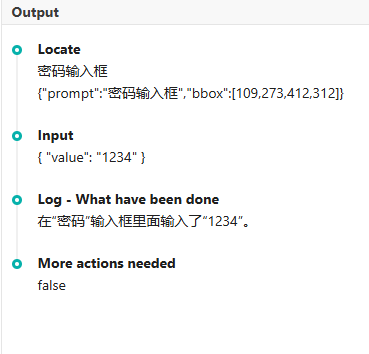 Output
Locate
密码输入框
{"prompt":"密码输入框","bbox":[109,273,412,312]}
Input
{ "value": "1234" }
Log - What have been done
在“密码”输入框里面输入了“1234”。
More actions needed
false